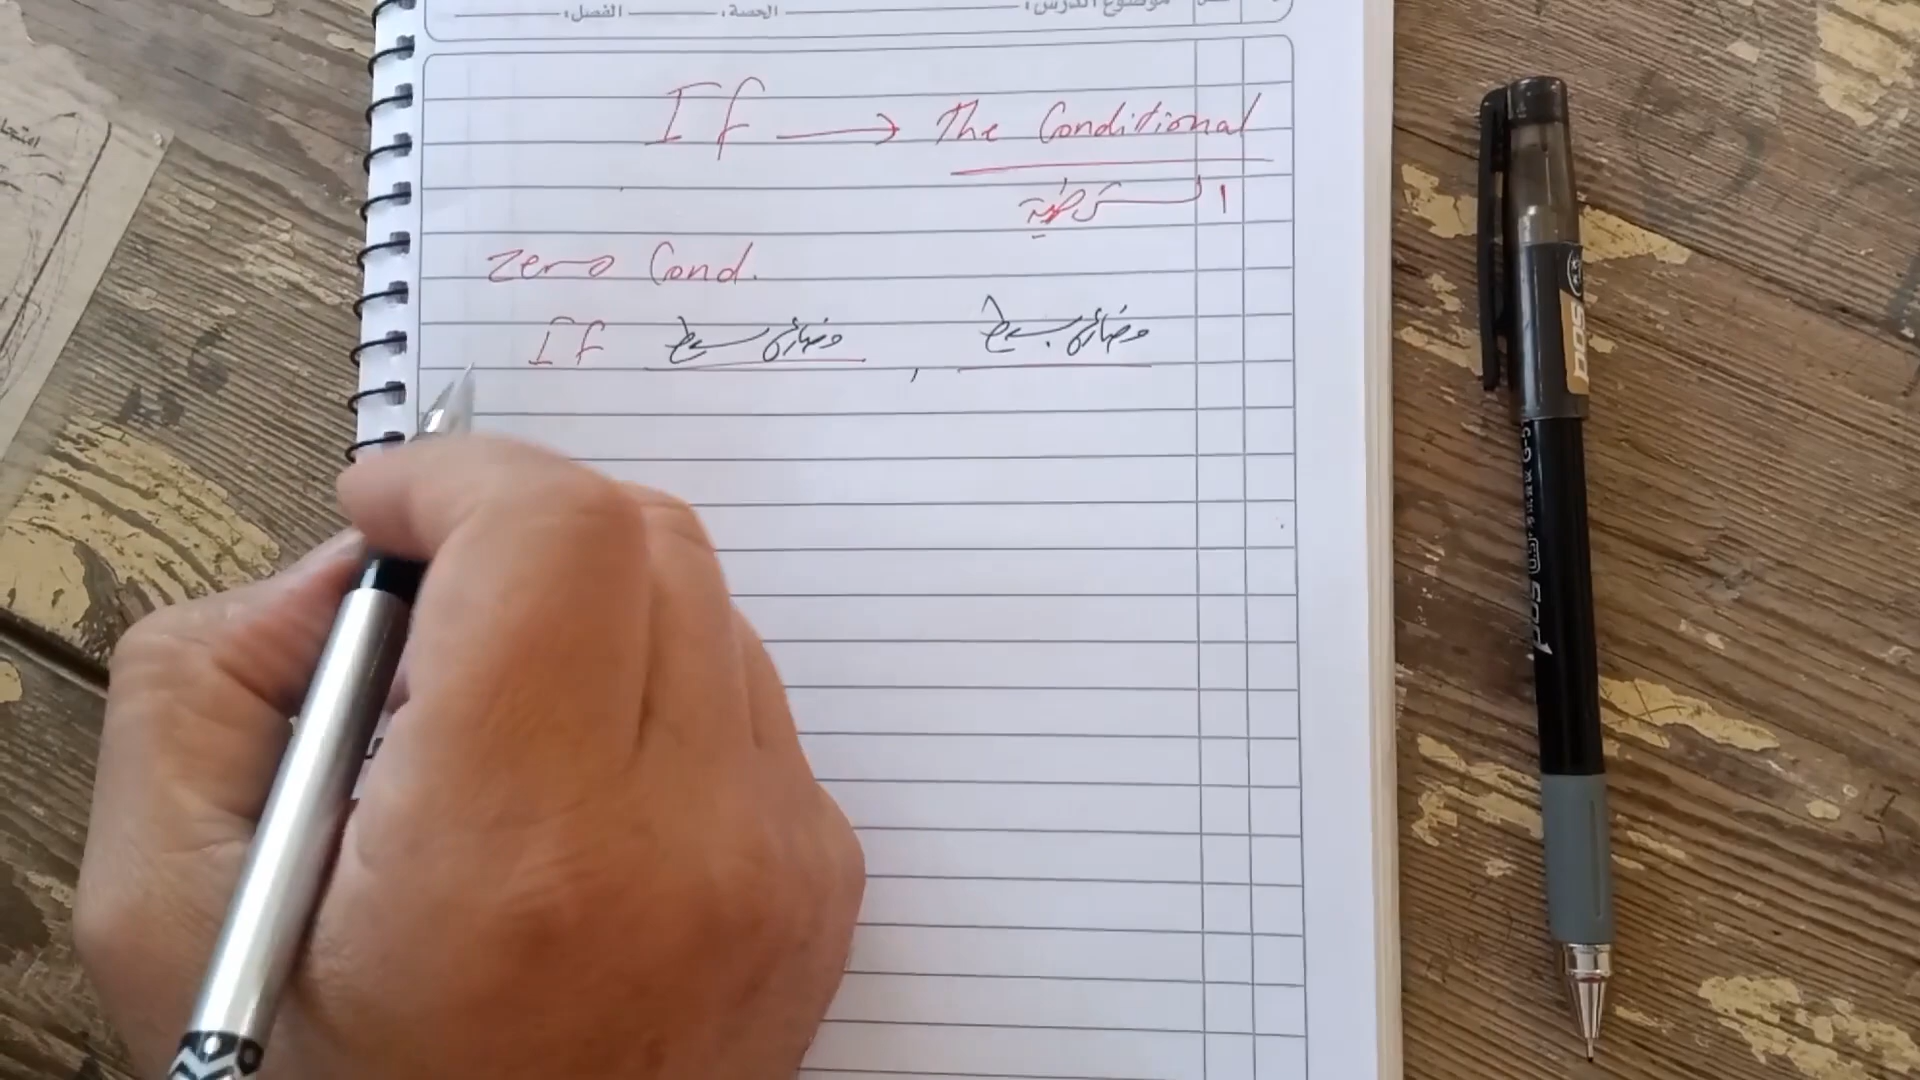 موضوع الدرس: الحصة: الفصل:
If → The Conditional
الشرطية
zero Cond.
If مضارع بسيط , مضارع بسيط